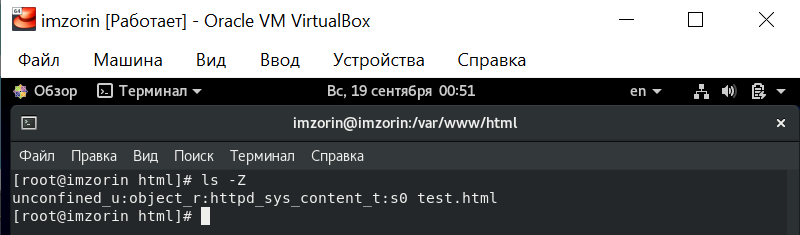 64
imzorin [Работает] - Oracle VM VirtualBox
Файл Машина Вид Ввод Устройства Справка
Обзор Терминал Вс, 19 сентября 00:51 en
imzorin@imzorin:/var/www/html
Файл Правка Вид Поиск Терминал Справка
[root@imzorin html]# ls -Z
unconfined_u:object_r:httpd_sys_content_t:s0 test.html
[root@imzorin html]#